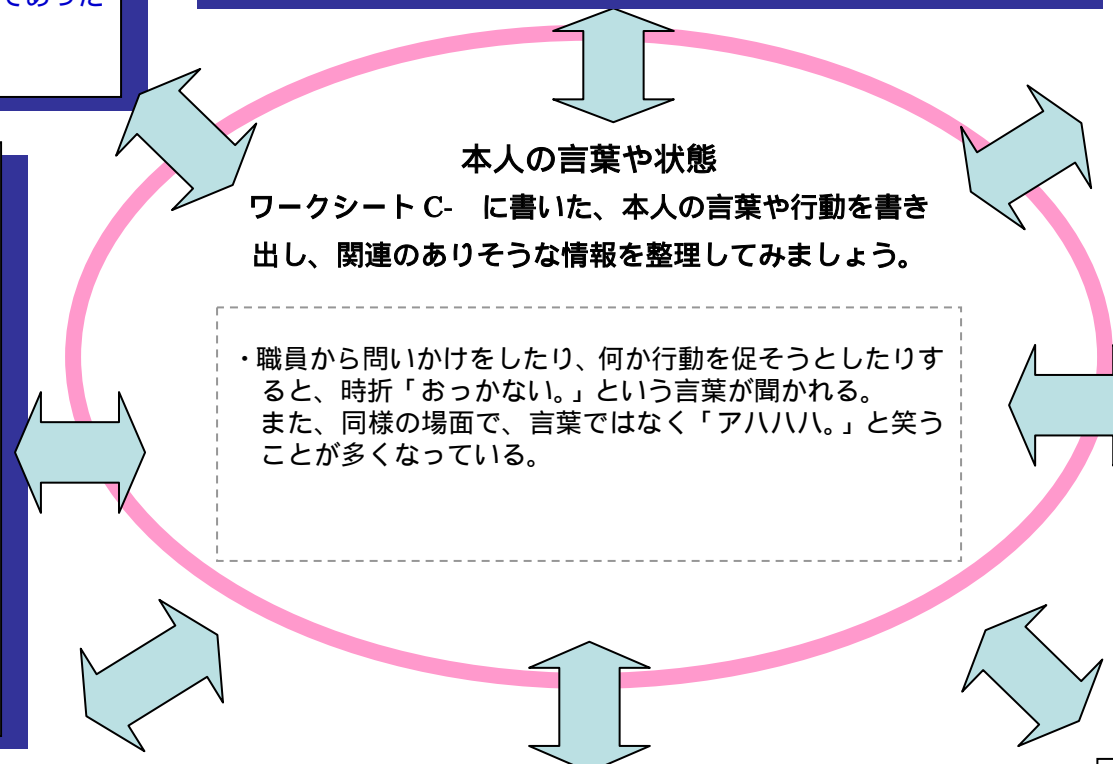 であった
本人の言葉や状態
ワークシート C-　に書いた、本人の言葉や行動を書き
出し、関連のありそうな情報を整理してみましょう。
・職員から問いかけをしたり、何か行動を促そうとしたりす
ると、時折「おっかない。」という言葉が聞かれる。
また、同様の場面で、言葉ではなく「アハハハ。」と笑う
ことが多くなっている。